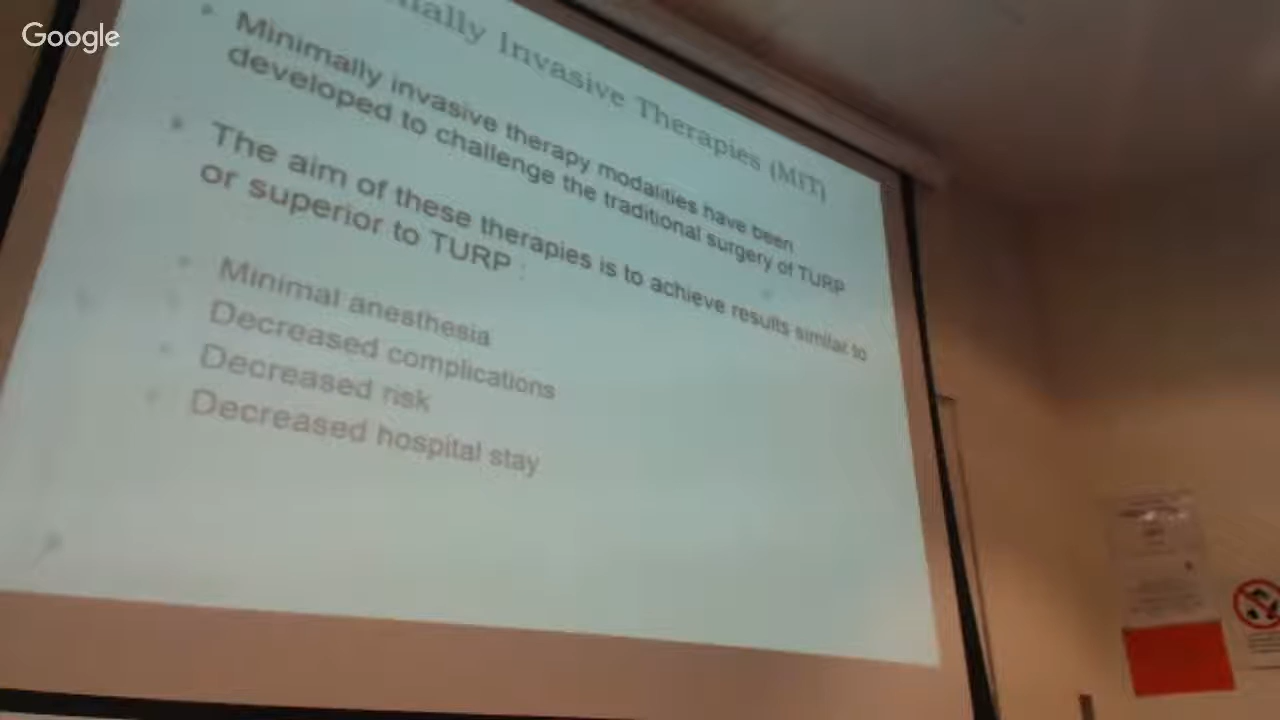 Google
Invasive Therapies (MIT)
Minimally invasive therapy modalities have been
developed to challenge the traditional surgery of TURP
The aim of these therapies is to achieve results similar to
or superior to TURP :
Minimal anesthesia
Decreased complications
Decreased risk
Decreased hospital stay